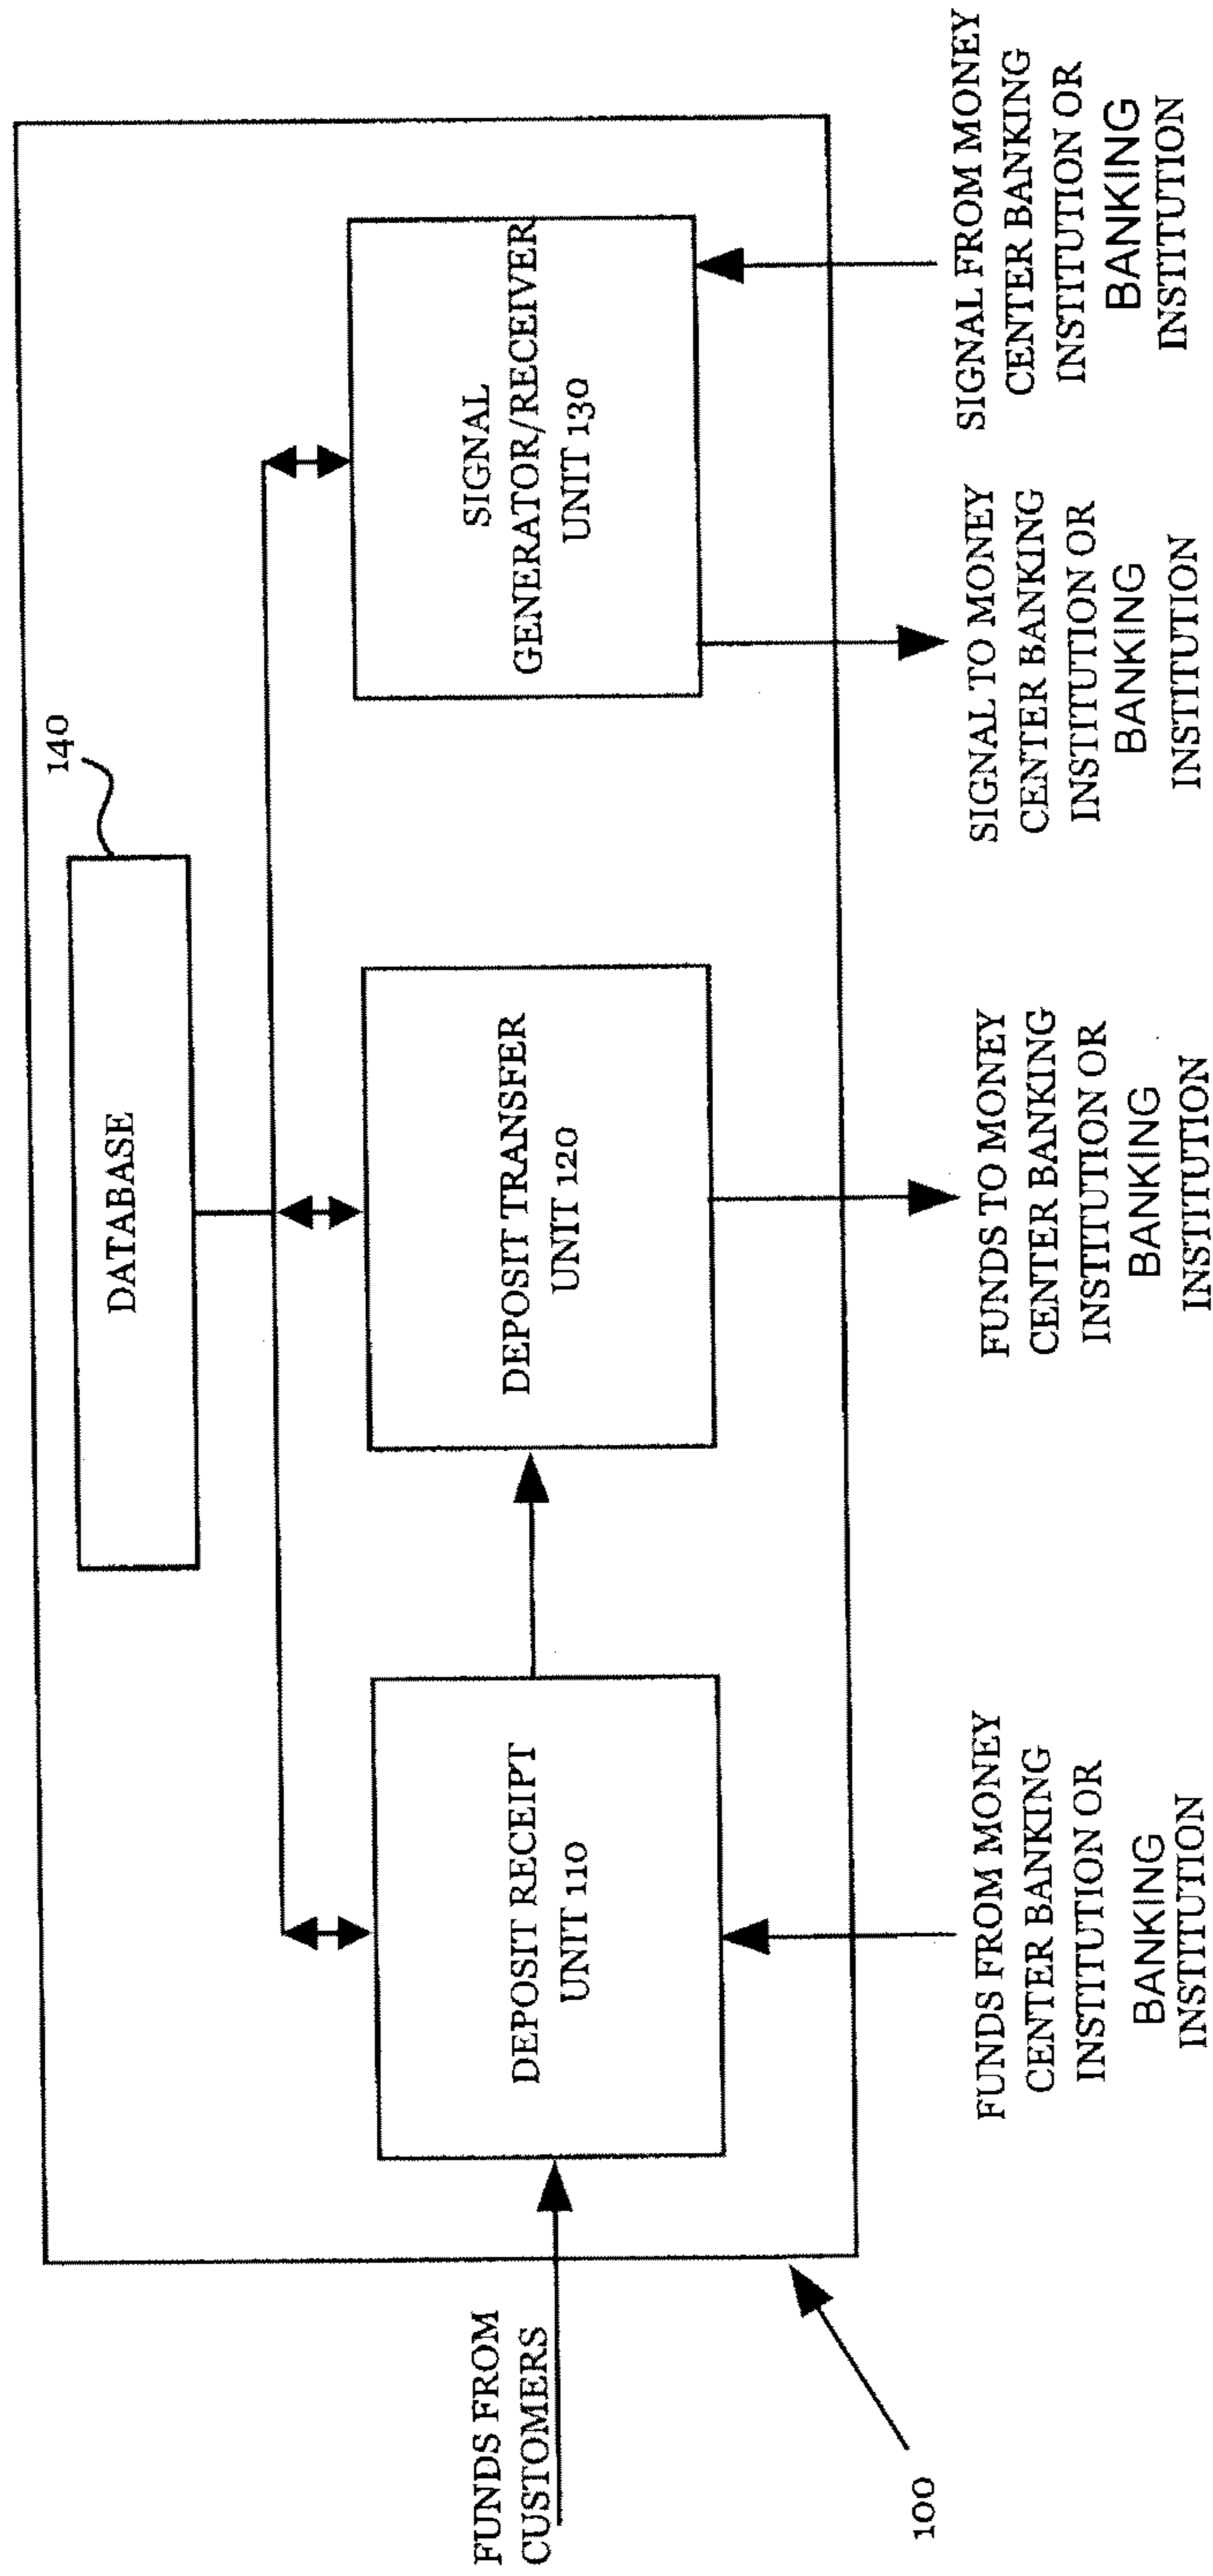 140
DATABASE
FUNDS FROM
CUSTOMERS
DEPOSIT RECEIPT
UNIT 110
DEPOSIT TRANSFER
UNIT 120
SIGNAL
GENERATOR/RECEIVER
UNIT 130
100
FUNDS FROM MONEY
CENTER BANKING
INSTITUTION OR
BANKING
INSTITUTION
FUNDS TO MONEY
CENTER BANKING
INSTITUTION OR
BANKING
INSTITUTION
SIGNAL TO MONEY
CENTER BANKING
INSTITUTION OR
BANKING
INSTITUTION
SIGNAL FROM MONEY
CENTER BANKING
INSTITUTION OR
BANKING
INSTITUTION